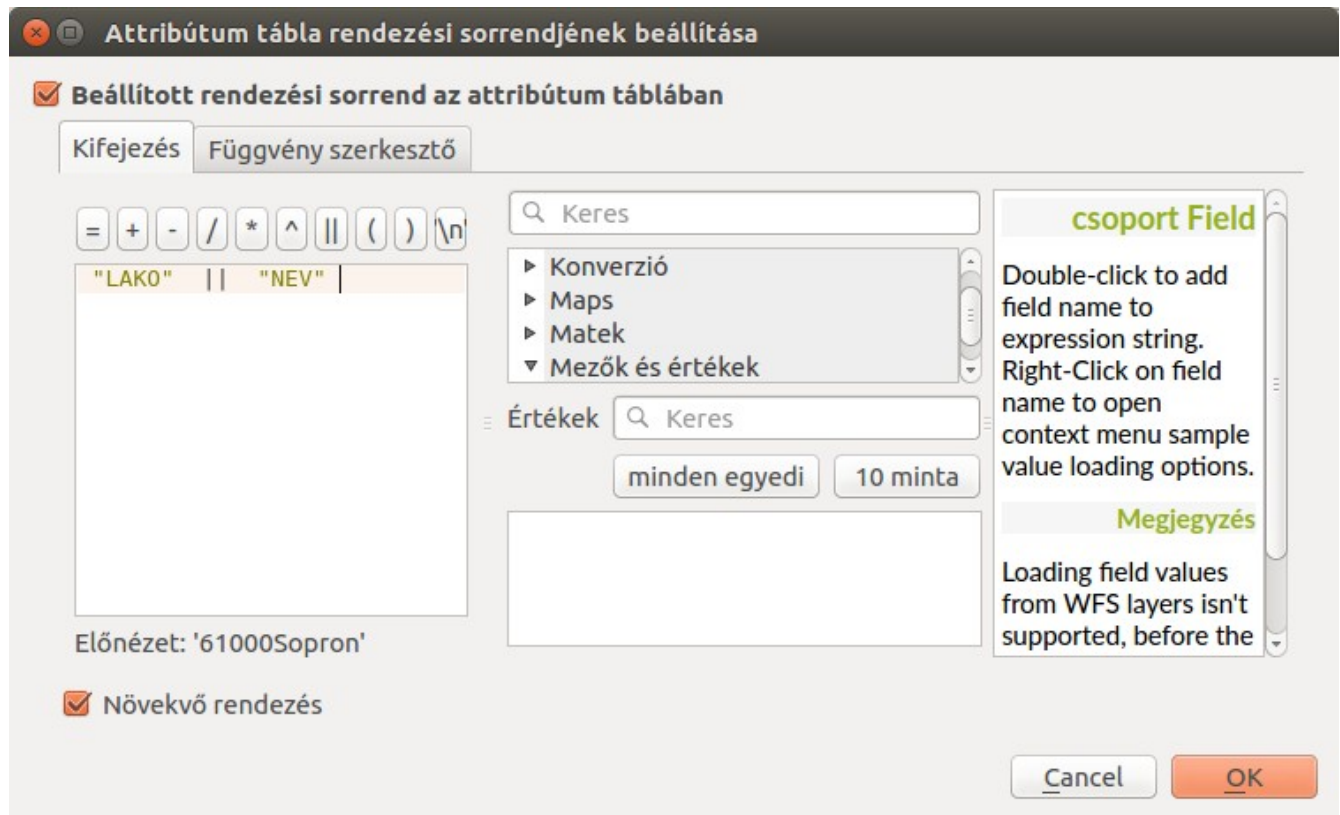 Attribútum tábla rendezési sorrendjének beállítása
Beállított rendezési sorrend az attribútum táblában
Kifejezés
Függvény szerkesztő
= + - / * ^ || ( ) '\n'
"LAKO" || "NEV"
Előnézet: '61000Sopron'
Keres
Konverzió
Maps
Matek
Mezők és értékek
Értékek
Keres
minden egyedi
10 minta
csoport Field
Double-click to add
field name to
expression string.
Right-Click on field
name to open
context menu sample
value loading options.
Megjegyzés
Loading field values
from WFS layers isn't
supported, before the
Növekvő rendezés
Cancel
OK